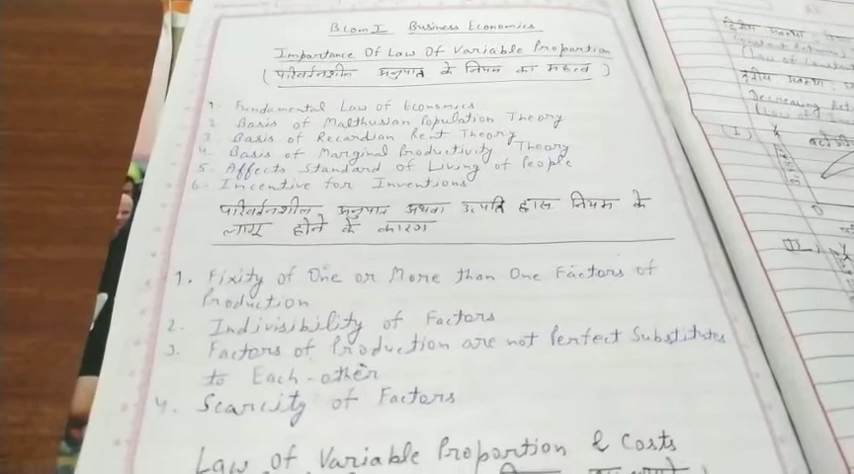 B.Com I Business Economics
Importance Of Law Of Variable Proportion
( परिवर्तनशील अनुपात के नियम का महत्व )
1. Fundamental Law of Economics
2. Basis of Malthusian Population Theory
3. Basis of Recardian Rent Theory
4. Basis of Marginal Productivity Theory
5. Affects Standard of Living of People
6. Incentive for Inventions
परिवर्तनशील अनुपात अथवा उत्पत्ति ह्रास नियम के
लागू होने के कारण
1. Fixity of One or More than One Factors of
Production
2. Indivisibility of Factors
3. Factors of Production are not Perfect Substitutes
to Each-other
4. Scarcity of Factors
Law of Variable Proportion & Costs